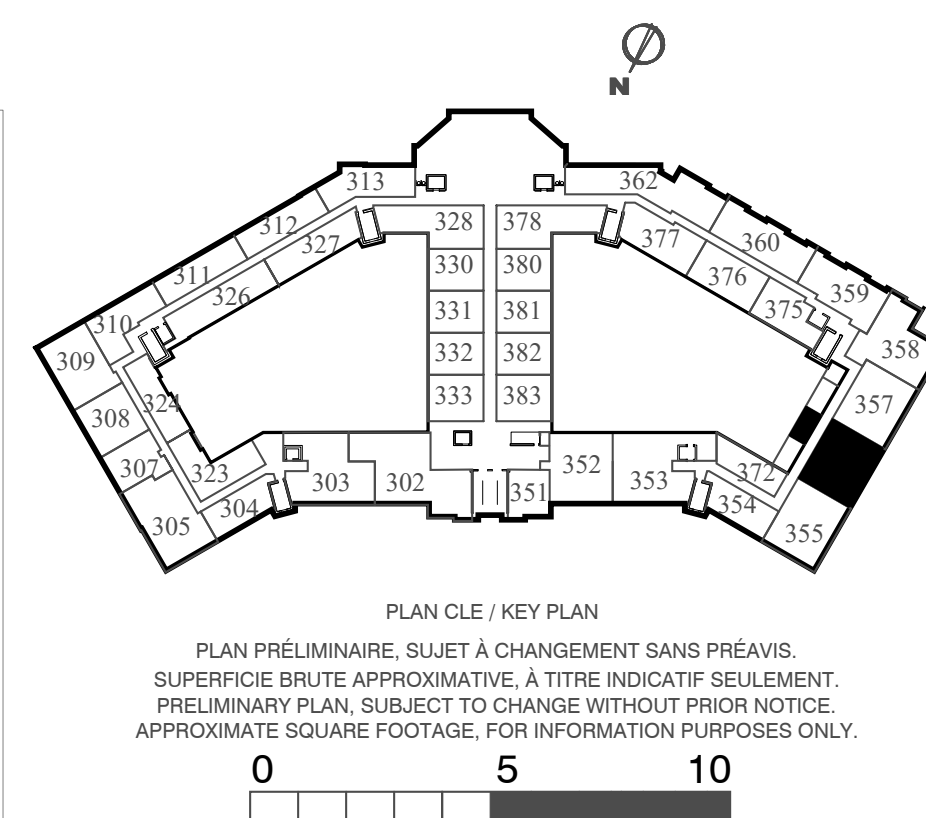 N
313 362
312
328 378
327 377 360
311 330 380 376
326 359
310 331 381 375
309 332 382 358
308 324 333 383 357
307 323 303 302 351 352 353 372
305 304 354 355
PLAN CLE / KEY PLAN
PLAN PRÉLIMINAIRE, SUJET À CHANGEMENT SANS PRÉAVIS.
SUPERFICIE BRUTE APPROXIMATIVE, À TITRE INDICATIF SEULEMENT.
PRELIMINARY PLAN, SUBJECT TO CHANGE WITHOUT PRIOR NOTICE.
APPROXIMATE SQUARE FOOTAGE, FOR INFORMATION PURPOSES ONLY.
0 5 10